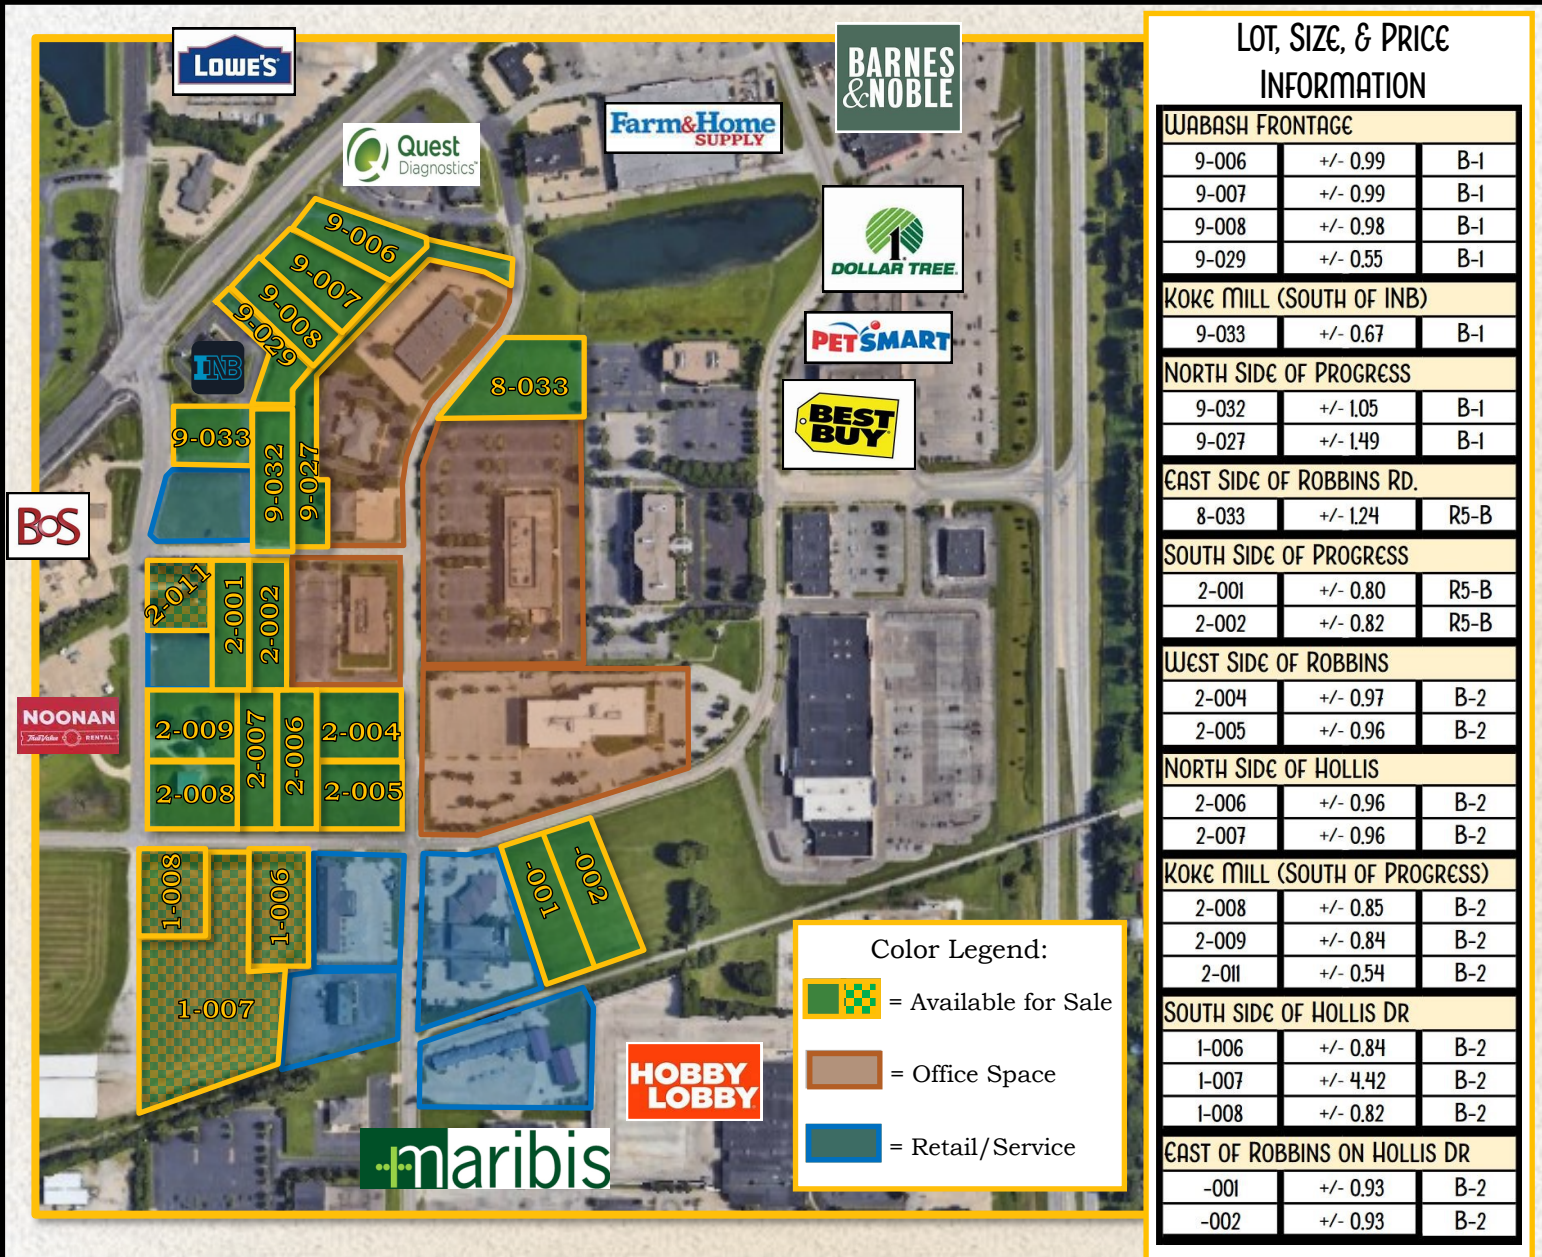 LOWE'S
BARNES
&NOBLE
Farm&Home
SUPPLY
Quest
Diagnostics
DOLLAR TREE.
PETSMART
BEST
BUY
INB
BOS
NOONAN
True Value RENTAL
HOBBY
LOBBY
maribis
9-006
9-007
9-008
9-029
8-033
9-033
9-032
9-027
2-011
2-001
2-002
2-009
2-007
2-006
2-004
2-008
2-005
1-008
1-006
1-007
-001
-002
Color Legend:
= Available for Sale
= Office Space
= Retail/Service
LOT, SIZE, & PRICE
INFORMATION
WABASH FRONTAGE
9-006 +/- 0.99 B-1
9-007 +/- 0.99 B-1
9-008 +/- 0.98 B-1
9-029 +/- 0.55 B-1
KOKE MILL (SOUTH OF INB)
9-033 +/- 0.67 B-1
NORTH SIDE OF PROGRESS
9-032 +/- 1.05 B-1
9-027 +/- 1.49 B-1
EAST SIDE OF ROBBINS RD.
8-033 +/- 1.24 R5-B
SOUTH SIDE OF PROGRESS
2-001 +/- 0.80 R5-B
2-002 +/- 0.82 R5-B
WEST SIDE OF ROBBINS
2-004 +/- 0.97 B-2
2-005 +/- 0.96 B-2
NORTH SIDE OF HOLLIS
2-006 +/- 0.96 B-2
2-007 +/- 0.96 B-2
KOKE MILL (SOUTH OF PROGRESS)
2-008 +/- 0.85 B-2
2-009 +/- 0.84 B-2
2-011 +/- 0.54 B-2
SOUTH SIDE OF HOLLIS DR
1-006 +/- 0.84 B-2
1-007 +/- 4.42 B-2
1-008 +/- 0.82 B-2
EAST OF ROBBINS ON HOLLIS DR
-001 +/- 0.93 B-2
-002 +/- 0.93 B-2